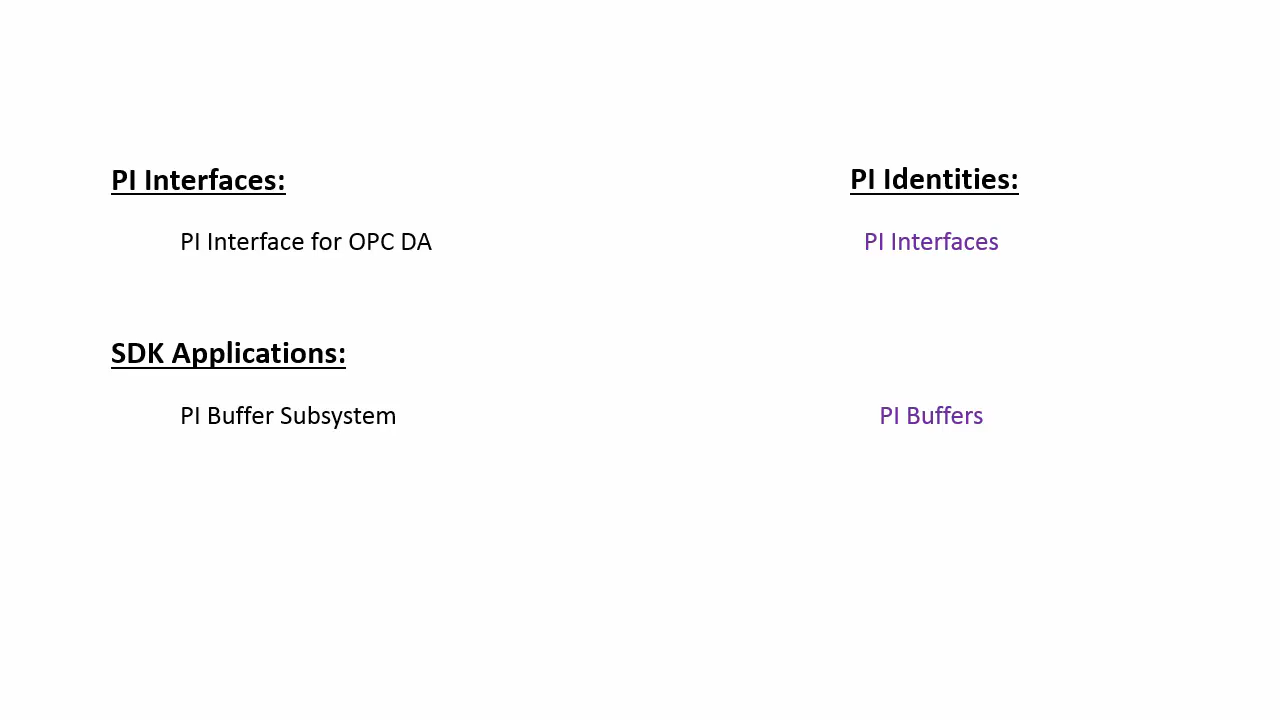 PI Interfaces:
PI Identities:
PI Interface for OPC DA
PI Interfaces
SDK Applications:
PI Buffer Subsystem
PI Buffers